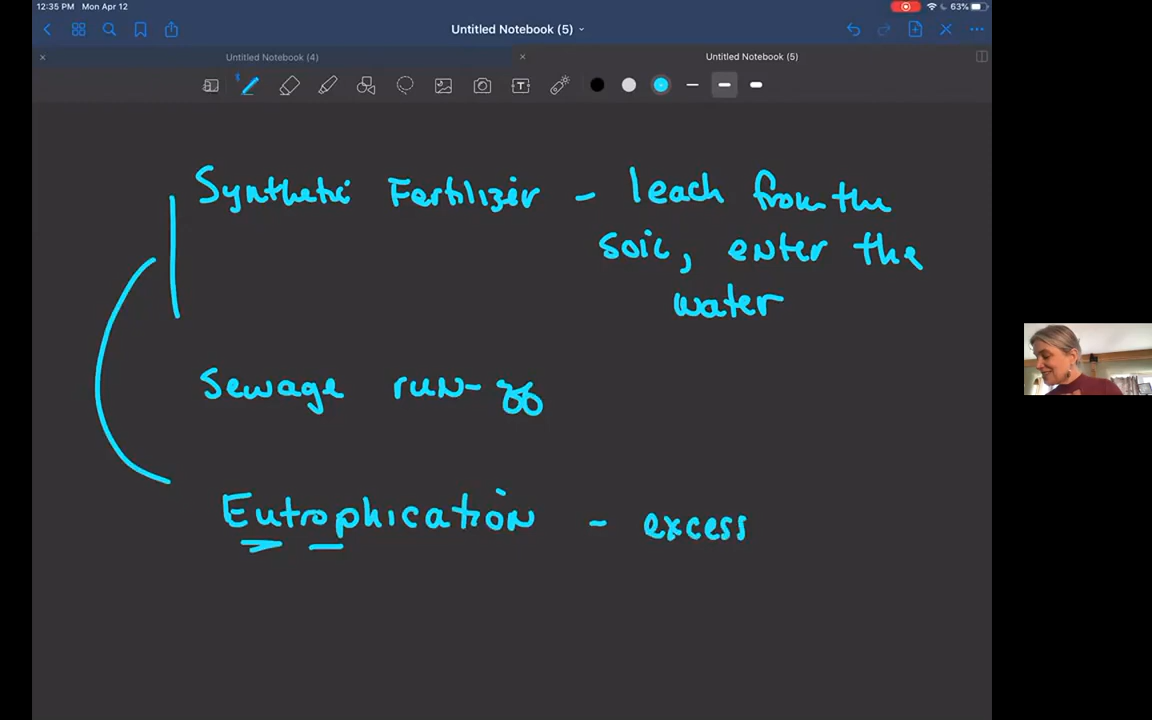 12:35 PM Mon Apr 12
63%
Untitled Notebook (5)
Untitled Notebook (4)
Untitled Notebook (5)
Synthetic Fertilizer - leach from the
soil, enter the
water
Sewage run-off
Eutrophication - excess